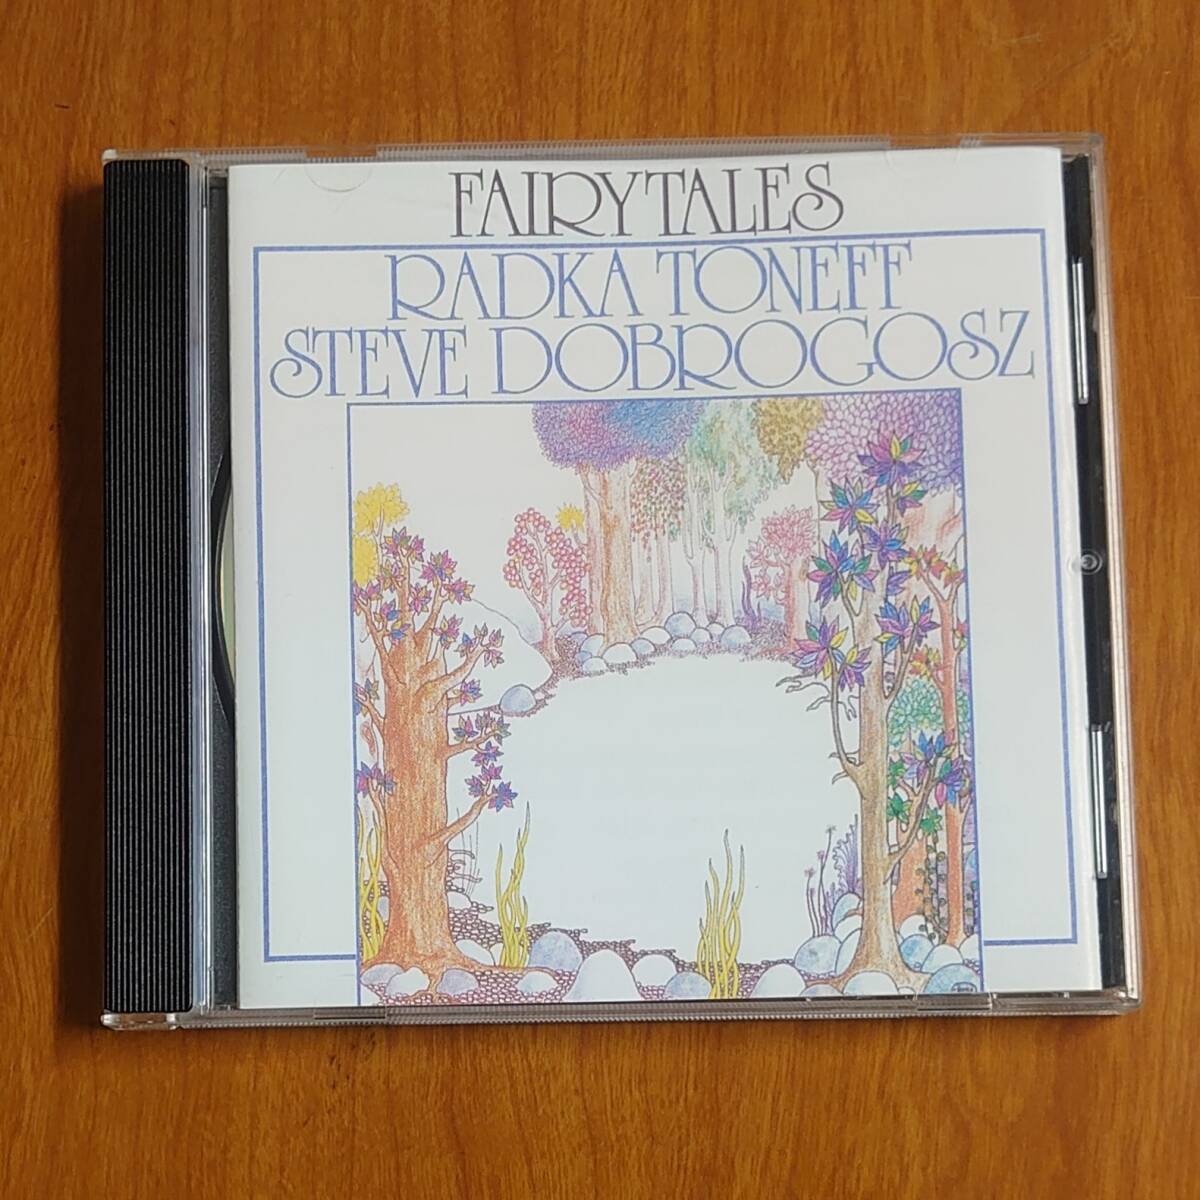 FAIRYTALES
RADKA TONEFF
STEVE DOBROGOSZ